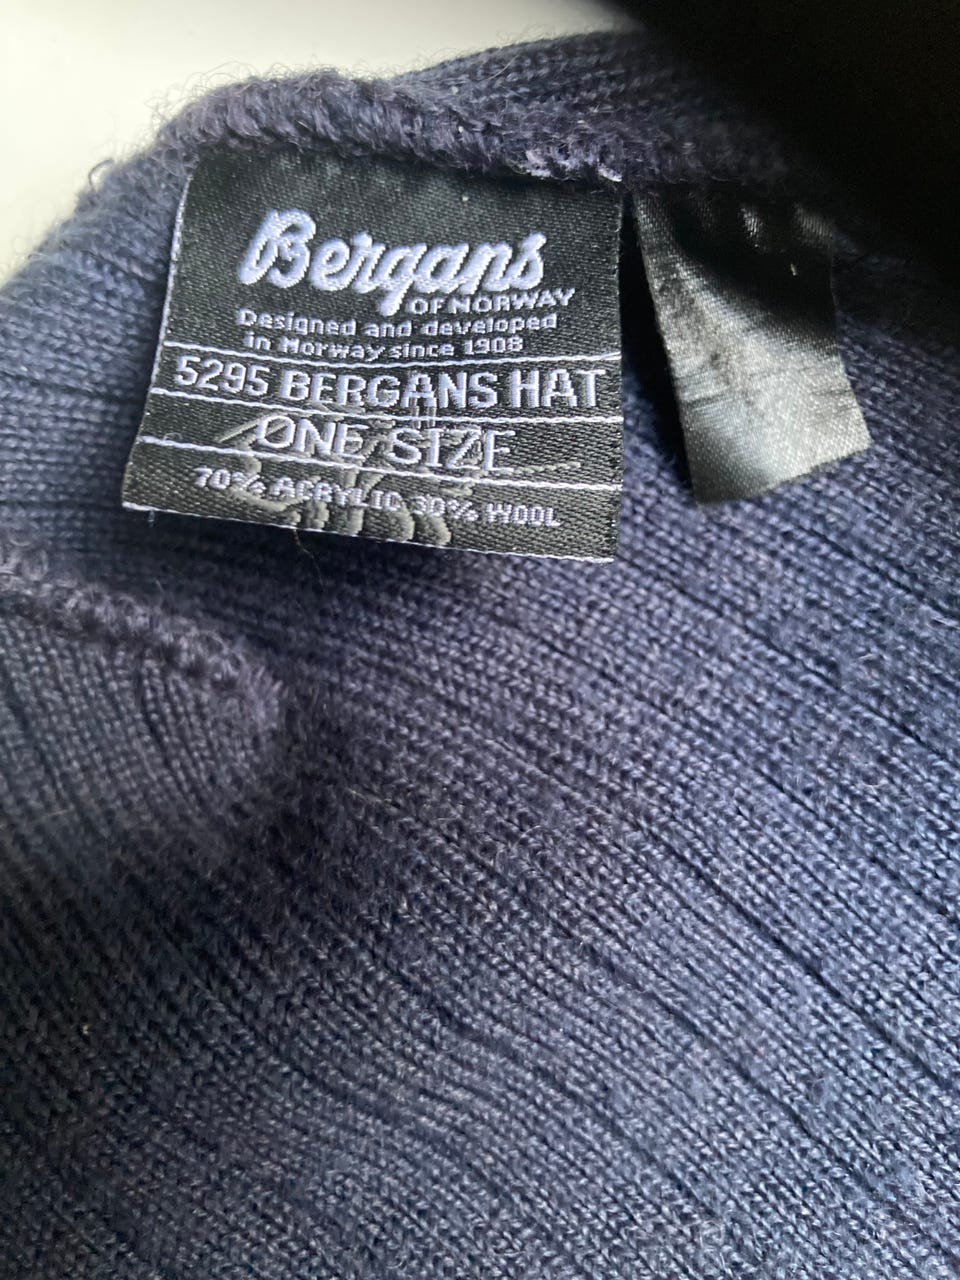 Bergans
OF NORWAY
Designed and developed
in Norway since 1908
5295 BERGANS HAT
ONE SIZE
70% ACRYLIC 30% WOOL